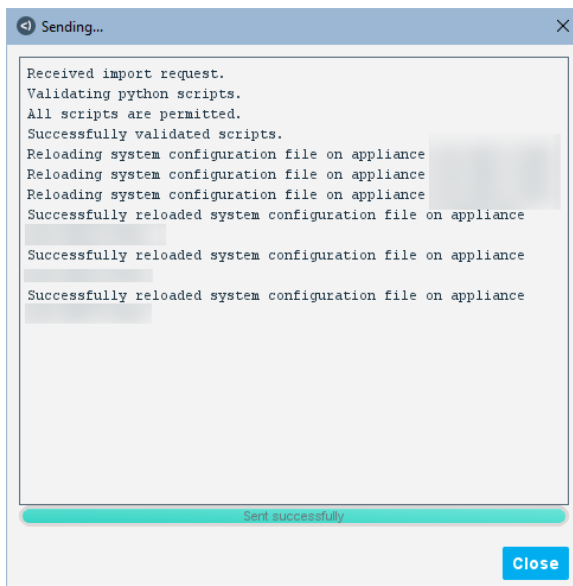 Sending...
Received import request.
Validating python scripts.
All scripts are permitted.
Successfully validated scripts.
Reloading system configuration file on appliance
Reloading system configuration file on appliance
Reloading system configuration file on appliance
Successfully reloaded system configuration file on appliance
Successfully reloaded system configuration file on appliance
Successfully reloaded system configuration file on appliance
Sent successfully
Close